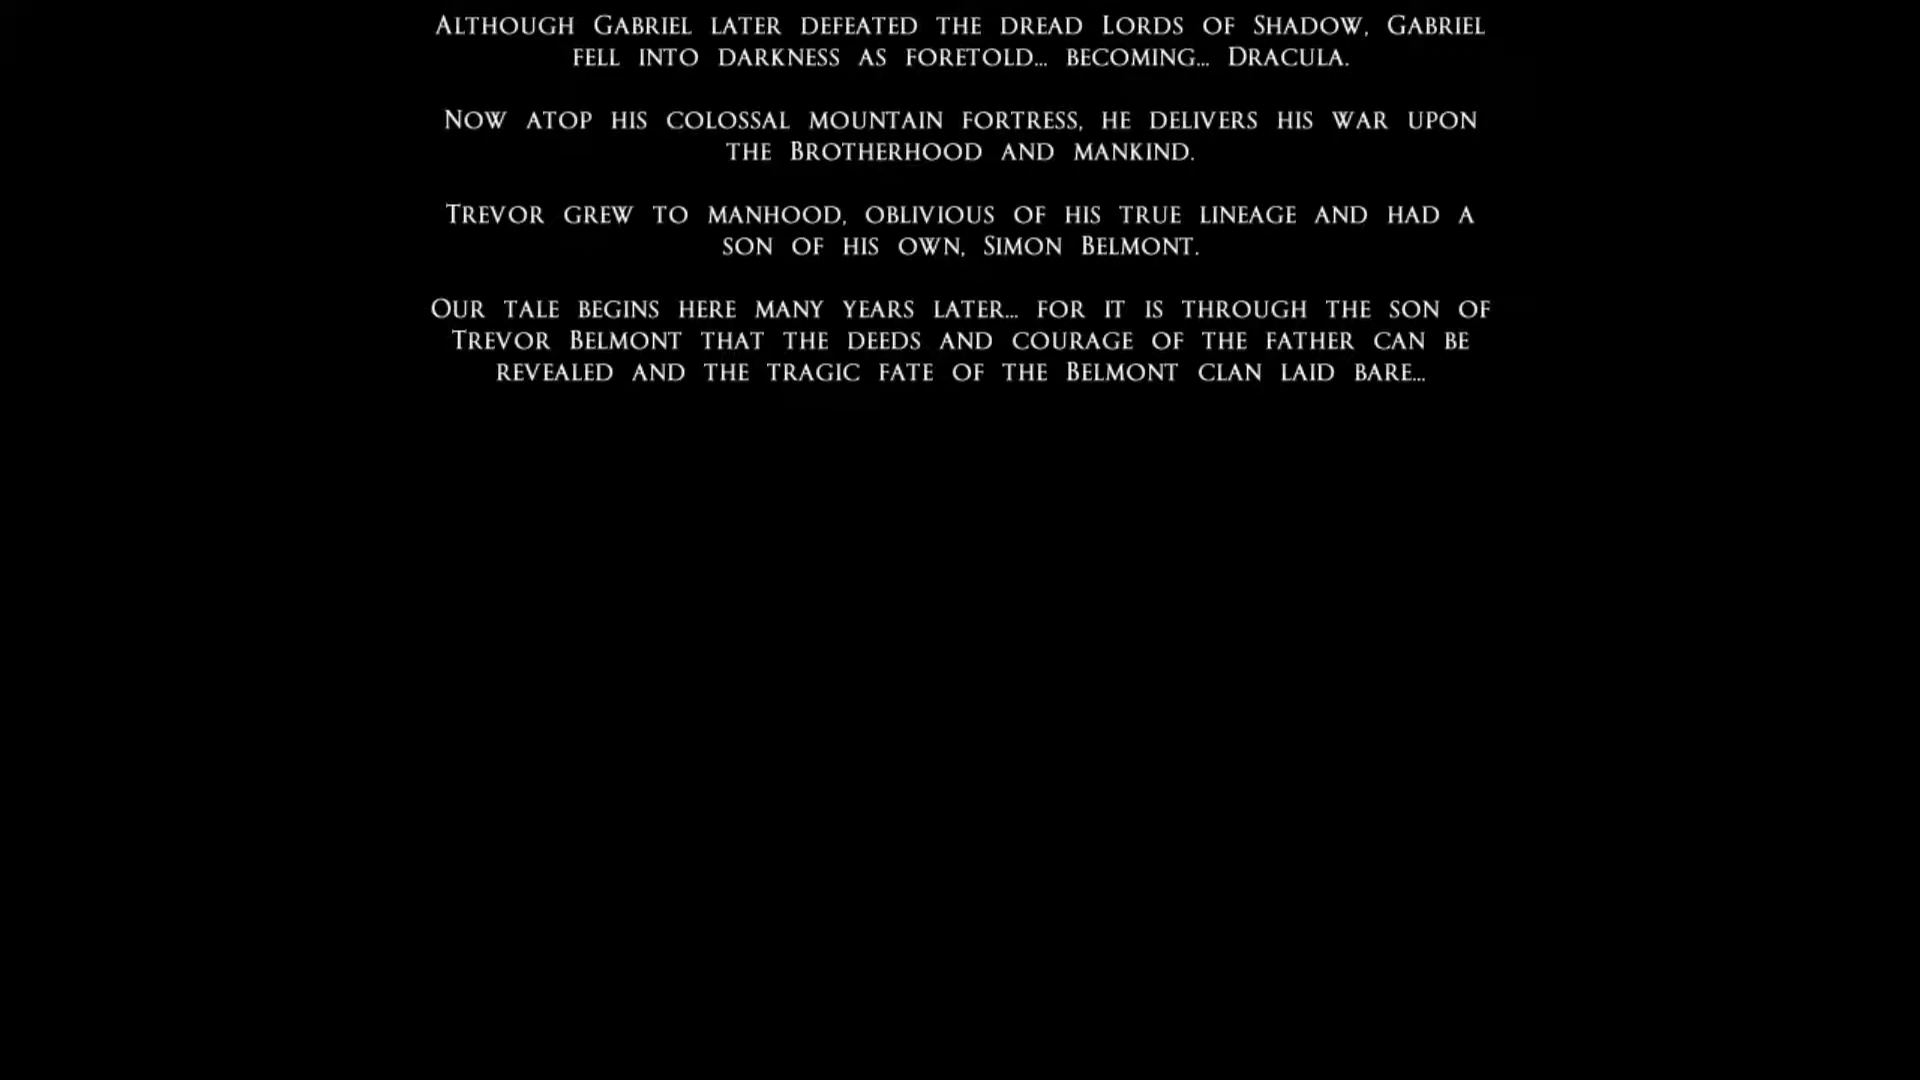 Although Gabriel later defeated the dread Lords of Shadow, Gabriel
fell into darkness as foretold... becoming... Dracula.
Now atop his colossal mountain fortress, he delivers his war upon
the Brotherhood and mankind.
Trevor grew to manhood, oblivious of his true lineage and had a
son of his own, Simon Belmont.
Our tale begins here many years later... for it is through the son of
Trevor Belmont that the deeds and courage of the father can be
revealed and the tragic fate of the Belmont clan laid bare...